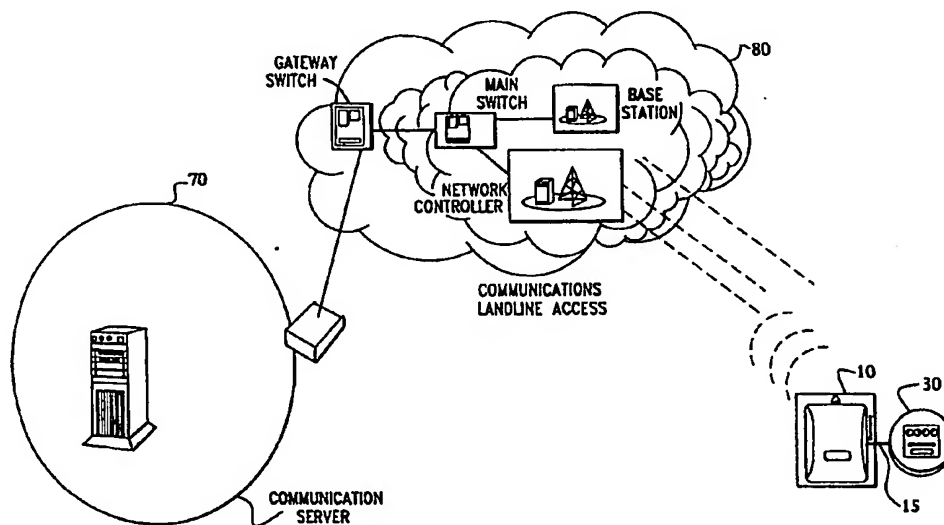 80
GATEWAY
SWITCH
MAIN
SWITCH
BASE
STATION
70
NETWORK
CONTROLLER
COMMUNICATIONS
LANDLINE ACCESS
10
30
15
COMMUNICATION
SERVER